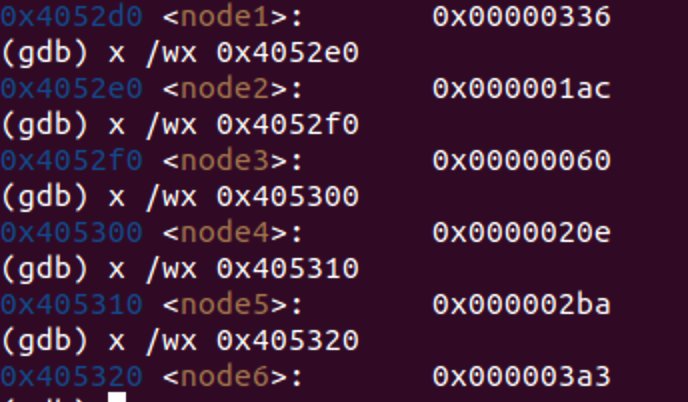 0x4052d0 <node1>: 0x00000336
(gdb) x /wx 0x4052e0
0x4052e0 <node2>: 0x000001ac
(gdb) x /wx 0x4052f0
0x4052f0 <node3>: 0x00000060
(gdb) x /wx 0x405300
0x405300 <node4>: 0x0000020e
(gdb) x /wx 0x405310
0x405310 <node5>: 0x000002ba
(gdb) x /wx 0x405320
0x405320 <node6>: 0x000003a3